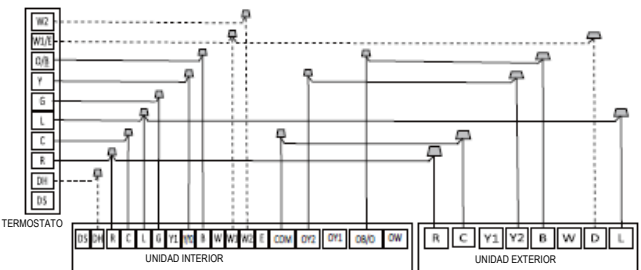 W2
W1/E
O/B
Y
G
L
C
R
DH
DS
TERMOSTATO
DS DH R C L G Y1 Y/O B W W1 W2 E COM OY2 OY1 OB/O OW
UNIDAD INTERIOR
R C Y1 Y2 B W D L
UNIDAD EXTERIOR